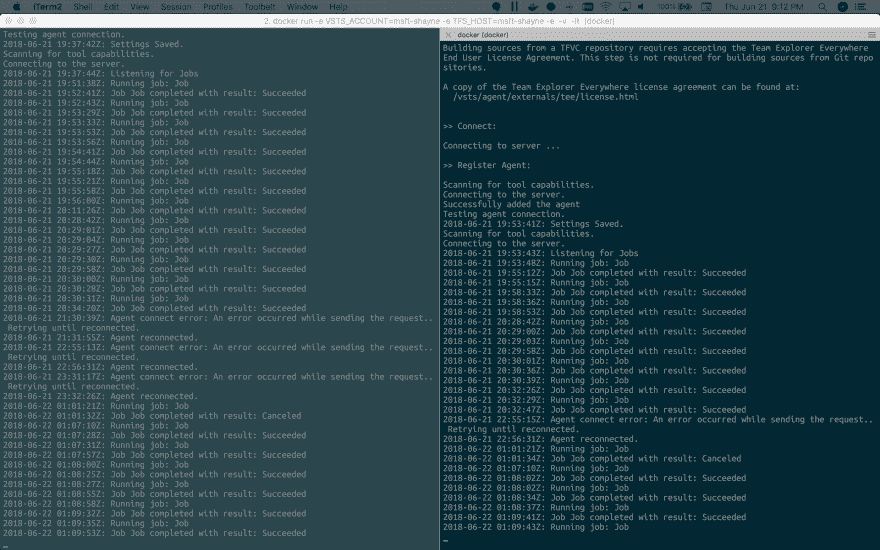 iTerm2 Shell Edit View Session Profiles Toolbelt Window Help 100% Thu Jun 21 9:12 PM
2. docker run -e VSTS_ACCOUNT=msft-shayne -e TFS_HOST=msft-shayne -e -v -it (docker)
Testing agent connection.
2018-06-21 19:37:42Z: Settings Saved.
Scanning for tool capabilities.
Connecting to the server.
2018-06-21 19:37:44Z: Listening for Jobs
2018-06-21 19:51:38Z: Running job: Job
2018-06-21 19:52:41Z: Job Job completed with result: Succeeded
2018-06-21 19:52:43Z: Running job: Job
2018-06-21 19:53:29Z: Job Job completed with result: Succeeded
2018-06-21 19:53:33Z: Running job: Job
2018-06-21 19:53:53Z: Job Job completed with result: Succeeded
2018-06-21 19:53:56Z: Running job: Job
2018-06-21 19:54:41Z: Job Job completed with result: Succeeded
2018-06-21 19:54:44Z: Running job: Job
2018-06-21 19:55:18Z: Job Job completed with result: Succeeded
2018-06-21 19:55:21Z: Running job: Job
2018-06-21 19:55:58Z: Job Job completed with result: Succeeded
2018-06-21 19:56:00Z: Running job: Job
2018-06-21 20:11:26Z: Job Job completed with result: Succeeded
2018-06-21 20:28:42Z: Running job: Job
2018-06-21 20:29:01Z: Job Job completed with result: Succeeded
2018-06-21 20:29:04Z: Running job: Job
2018-06-21 20:29:27Z: Job Job completed with result: Succeeded
2018-06-21 20:29:30Z: Running job: Job
2018-06-21 20:29:58Z: Job Job completed with result: Succeeded
2018-06-21 20:30:00Z: Running job: Job
2018-06-21 20:30:28Z: Job Job completed with result: Succeeded
2018-06-21 20:30:31Z: Running job: Job
2018-06-21 20:34:20Z: Job Job completed with result: Succeeded
2018-06-21 21:30:39Z: Agent connect error: An error occurred while sending the request..
Retrying until reconnected.
2018-06-21 21:31:55Z: Agent reconnected.
2018-06-21 22:55:13Z: Agent connect error: An error occurred while sending the request..
Retrying until reconnected.
2018-06-21 22:56:31Z: Agent reconnected.
2018-06-21 23:31:17Z: Agent connect error: An error occurred while sending the request..
Retrying until reconnected.
2018-06-21 23:32:26Z: Agent reconnected.
2018-06-22 01:01:21Z: Running job: Job
2018-06-22 01:01:32Z: Job Job completed with result: Canceled
2018-06-22 01:07:10Z: Running job: Job
2018-06-22 01:07:28Z: Job Job completed with result: Succeeded
2018-06-22 01:07:31Z: Running job: Job
2018-06-22 01:07:57Z: Job Job completed with result: Succeeded
2018-06-22 01:08:00Z: Running job: Job
2018-06-22 01:08:25Z: Job Job completed with result: Succeeded
2018-06-22 01:08:27Z: Running job: Job
2018-06-22 01:08:55Z: Job Job completed with result: Succeeded
2018-06-22 01:08:58Z: Running job: Job
2018-06-22 01:09:32Z: Job Job completed with result: Succeeded
2018-06-22 01:09:35Z: Running job: Job
2018-06-22 01:09:53Z: Job Job completed with result: Succeeded
docker (docker)
Building sources from a TFVC repository requires accepting the Team Explorer Everywhere
End User License Agreement. This step is not required for building sources from Git repo
sitories.
A copy of the Team Explorer Everywhere license agreement can be found at:
/vsts/agent/externals/tee/license.html
>> Connect:
Connecting to server ...
>> Register Agent:
Scanning for tool capabilities.
Connecting to the server.
Successfully added the agent
Testing agent connection.
2018-06-21 19:53:41Z: Settings Saved.
Scanning for tool capabilities.
Connecting to the server.
2018-06-21 19:53:43Z: Listening for Jobs
2018-06-21 19:53:48Z: Running job: Job
2018-06-21 19:55:12Z: Job Job completed with result: Succeeded
2018-06-21 19:55:15Z: Running job: Job
2018-06-21 19:58:33Z: Job Job completed with result: Succeeded
2018-06-21 19:58:36Z: Running job: Job
2018-06-21 19:58:53Z: Job Job completed with result: Succeeded
2018-06-21 20:28:42Z: Running job: Job
2018-06-21 20:29:00Z: Job Job completed with result: Succeeded
2018-06-21 20:29:03Z: Running job: Job
2018-06-21 20:29:58Z: Job Job completed with result: Succeeded
2018-06-21 20:30:01Z: Running job: Job
2018-06-21 20:30:36Z: Job Job completed with result: Succeeded
2018-06-21 20:30:39Z: Running job: Job
2018-06-21 20:32:26Z: Job Job completed with result: Succeeded
2018-06-21 20:32:29Z: Running job: Job
2018-06-21 20:32:47Z: Job Job completed with result: Succeeded
2018-06-21 22:55:15Z: Agent connect error: An error occurred while sending the request..
Retrying until reconnected.
2018-06-21 22:56:31Z: Agent reconnected.
2018-06-22 01:01:21Z: Running job: Job
2018-06-22 01:01:34Z: Job Job completed with result: Canceled
2018-06-22 01:07:10Z: Running job: Job
2018-06-22 01:08:02Z: Job Job completed with result: Succeeded
2018-06-22 01:08:02Z: Running job: Job
2018-06-22 01:08:34Z: Job Job completed with result: Succeeded
2018-06-22 01:08:37Z: Running job: Job
2018-06-22 01:09:41Z: Job Job completed with result: Succeeded
2018-06-22 01:09:43Z: Running job: Job